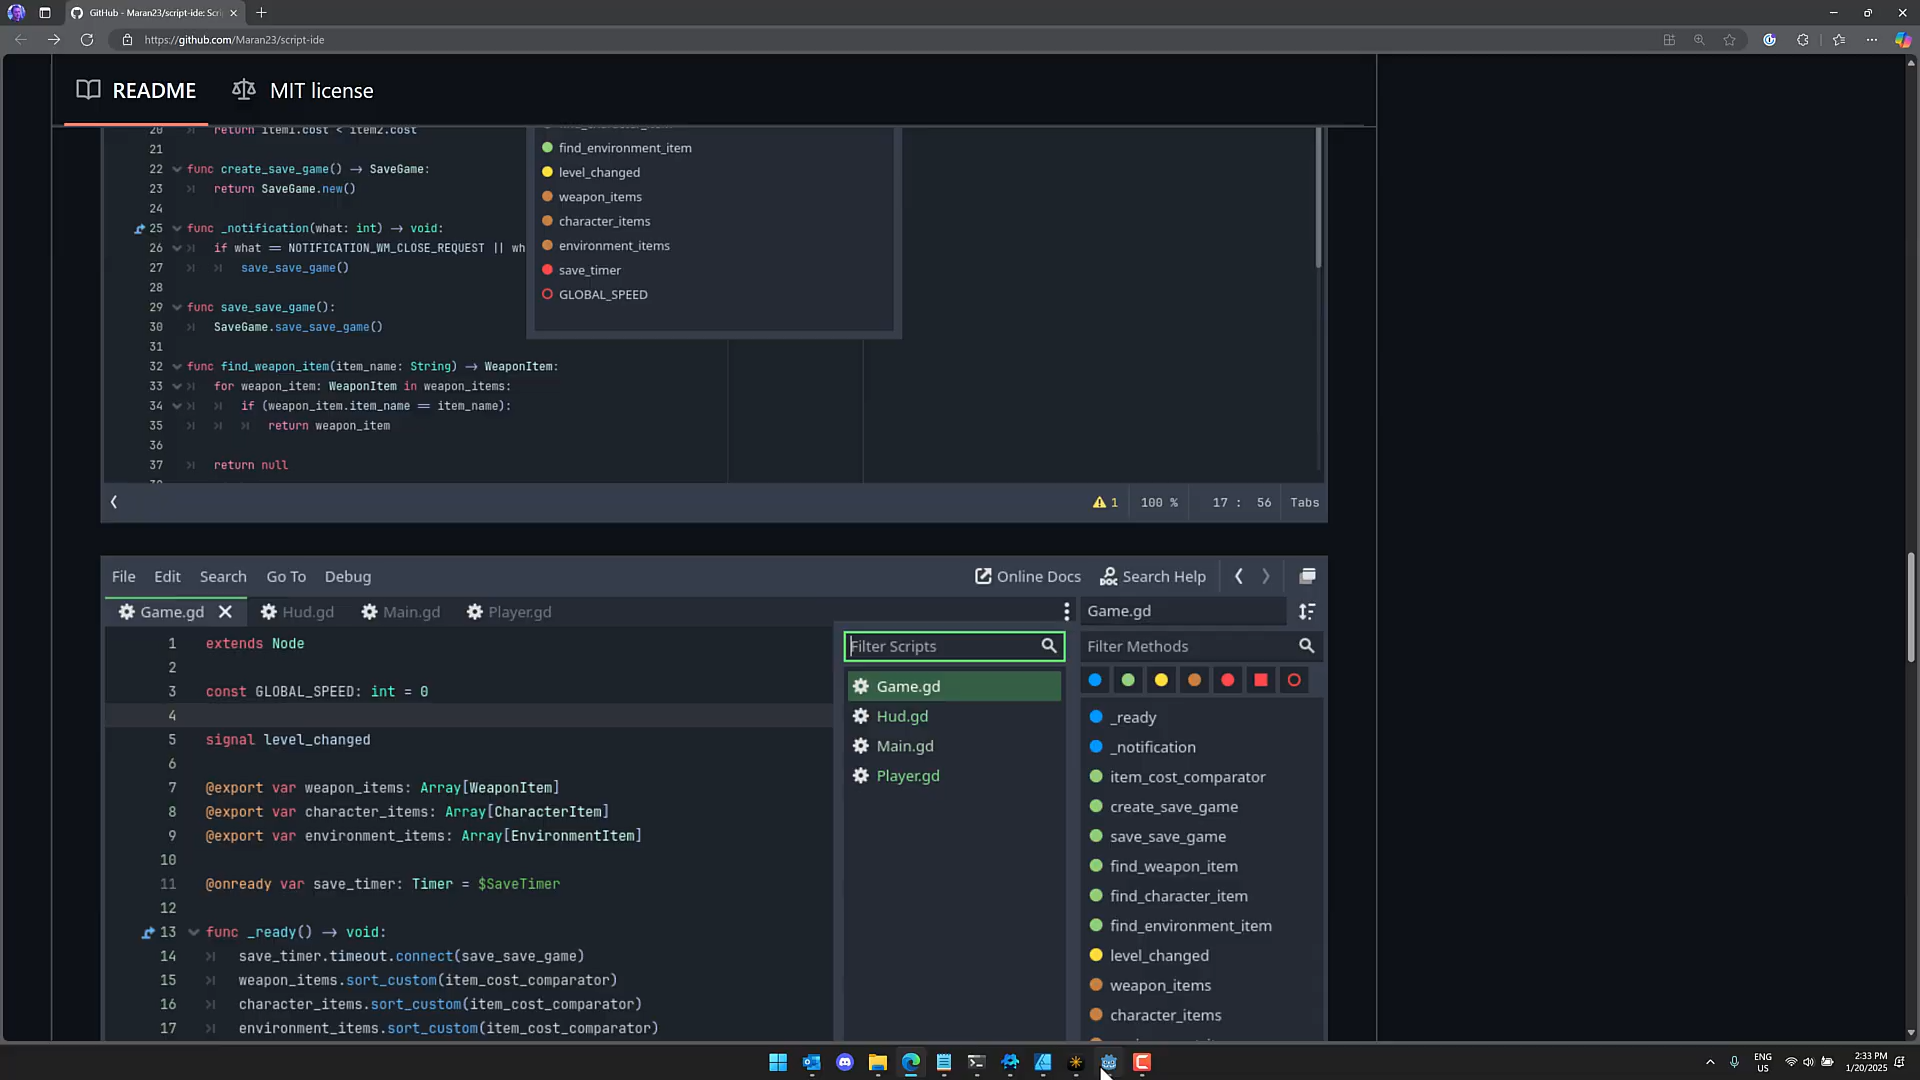 GitHub - Maran23/script-ide: Scri
https://github.com/Maran23/script-ide
README
MIT license
20 return item1.cost < item2.cost
21
22 func create_save_game() -> SaveGame:
23 return SaveGame.new()
24
25 func _notification(what: int) -> void:
26 if what == NOTIFICATION_WM_CLOSE_REQUEST || wh
27 save_save_game()
28
29 func save_save_game():
30 SaveGame.save_save_game()
31
32 func find_weapon_item(item_name: String) -> WeaponItem:
33 for weapon_item: WeaponItem in weapon_items:
34 if (weapon_item.item_name == item_name):
35 return weapon_item
36
37 return null
find_environment_item
level_changed
weapon_items
character_items
environment_items
save_timer
GLOBAL_SPEED
1 100 % 17 : 56 Tabs
File Edit Search Go To Debug
Online Docs Search Help
Game.gd Hud.gd Main.gd Player.gd
1 extends Node
2
3 const GLOBAL_SPEED: int = 0
4
5 signal level_changed
6
7 @export var weapon_items: Array[WeaponItem]
8 @export var character_items: Array[CharacterItem]
9 @export var environment_items: Array[EnvironmentItem]
10
11 @onready var save_timer: Timer = $SaveTimer
12
13 func _ready() -> void:
14 save_timer.timeout.connect(save_save_game)
15 weapon_items.sort_custom(item_cost_comparator)
16 character_items.sort_custom(item_cost_comparator)
17 environment_items.sort_custom(item_cost_comparator)
Filter Scripts
Game.gd
Hud.gd
Main.gd
Player.gd
Game.gd
Filter Methods
_ready
_notification
item_cost_comparator
create_save_game
save_save_game
find_weapon_item
find_character_item
find_environment_item
level_changed
weapon_items
character_items
ENG
US
2:33 PM
1/20/2025